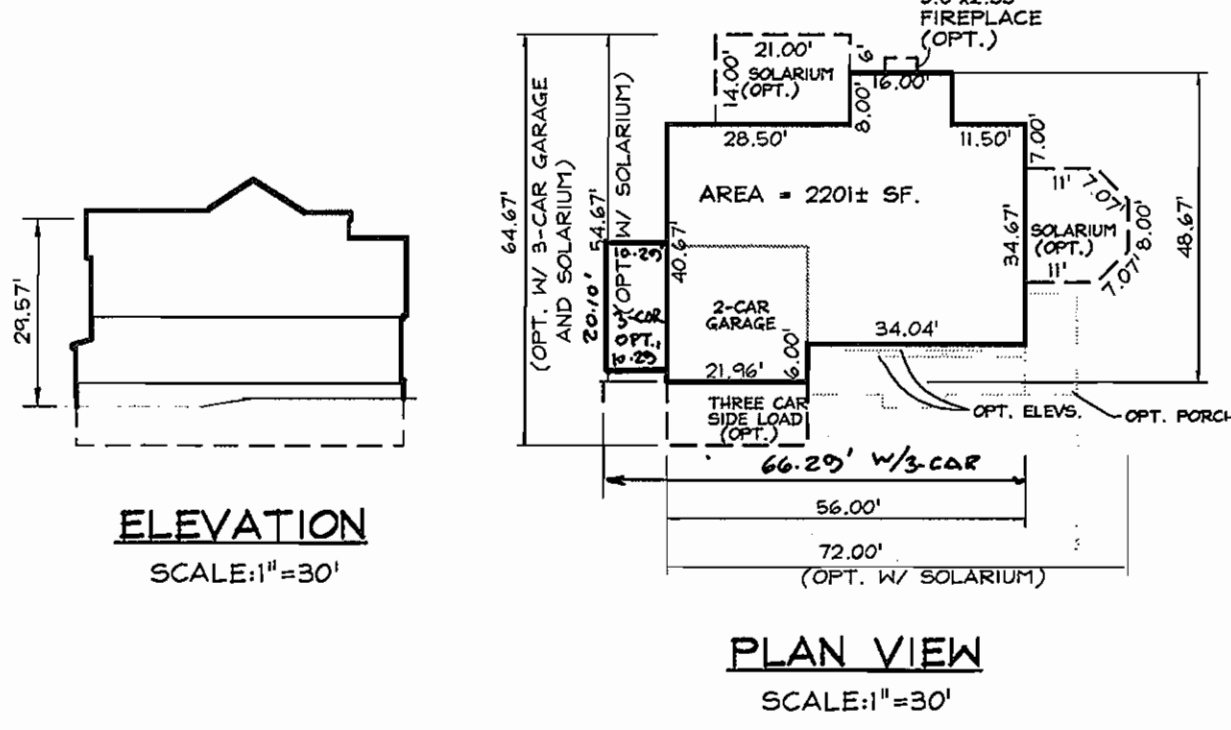 29.57'
ELEVATION
SCALE:1"=30'
64.67'
(OPT. W/ 3-CAR GARAGE
AND SOLARIUM)
54.67'
(OPT. W/ SOLARIUM)
20.10'
10.29'
3-CAR
OPT.,
10.29
21.00'
14.00'
SOLARIUM
(OPT.)
6'
FIREPLACE
(OPT.)
16.00'
8.00'
28.50'
11.50'
7.00'
AREA = 2201± SF.
40.67'
34.67'
11'
7.07'
SOLARIUM
(OPT.)
8.00'
11'
7.07'
48.67'
2-CAR
GARAGE
21.96'
6.00'
34.04'
THREE CAR
SIDE LOAD
(OPT.)
OPT. ELEVS.
OPT. PORCH
66.29' W/3-CAR
56.00'
72.00'
(OPT. W/ SOLARIUM)
PLAN VIEW
SCALE:1"=30'